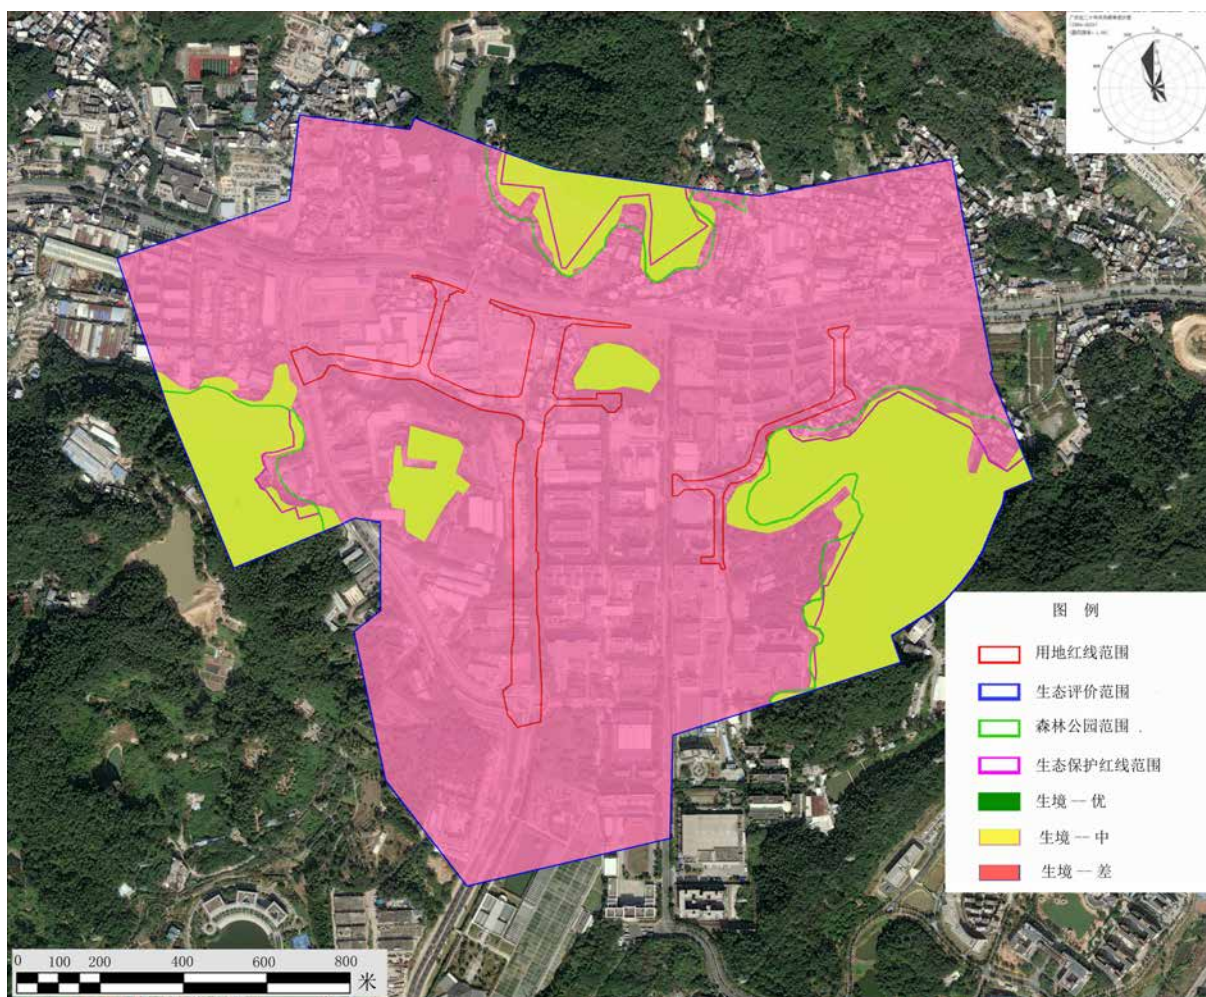 图 例
用地红线范围
生态评价范围
森林公园范围
生态保护红线范围
生境 — 优
生境 — 中
生境 — 差
0 100 200 400 600 800 米